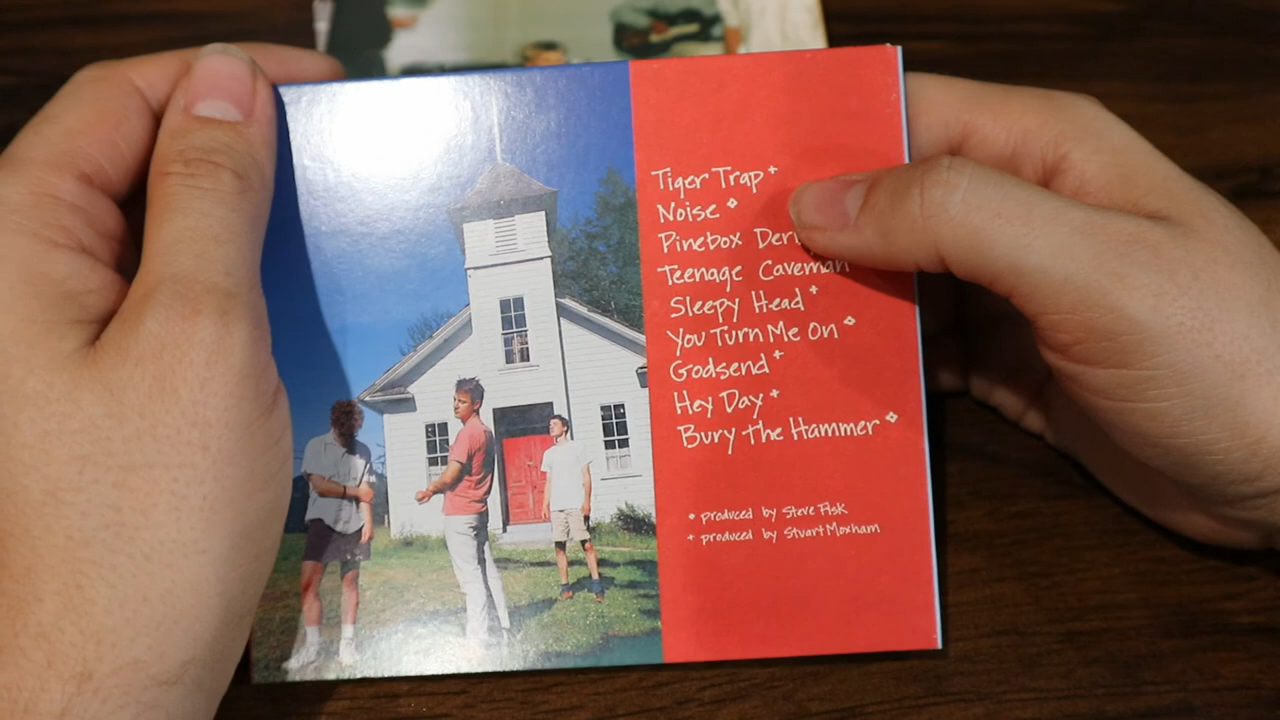 Tiger Trap+
Noise ⋄
Pinebox
Teenage Caveman
Sleepy Head+
You Turn Me On ⋄
Godsend+
Hey Day+
Bury the Hammer ⋄
⋄ produced by Steve Fisk
+ produced by Stuart Moxham